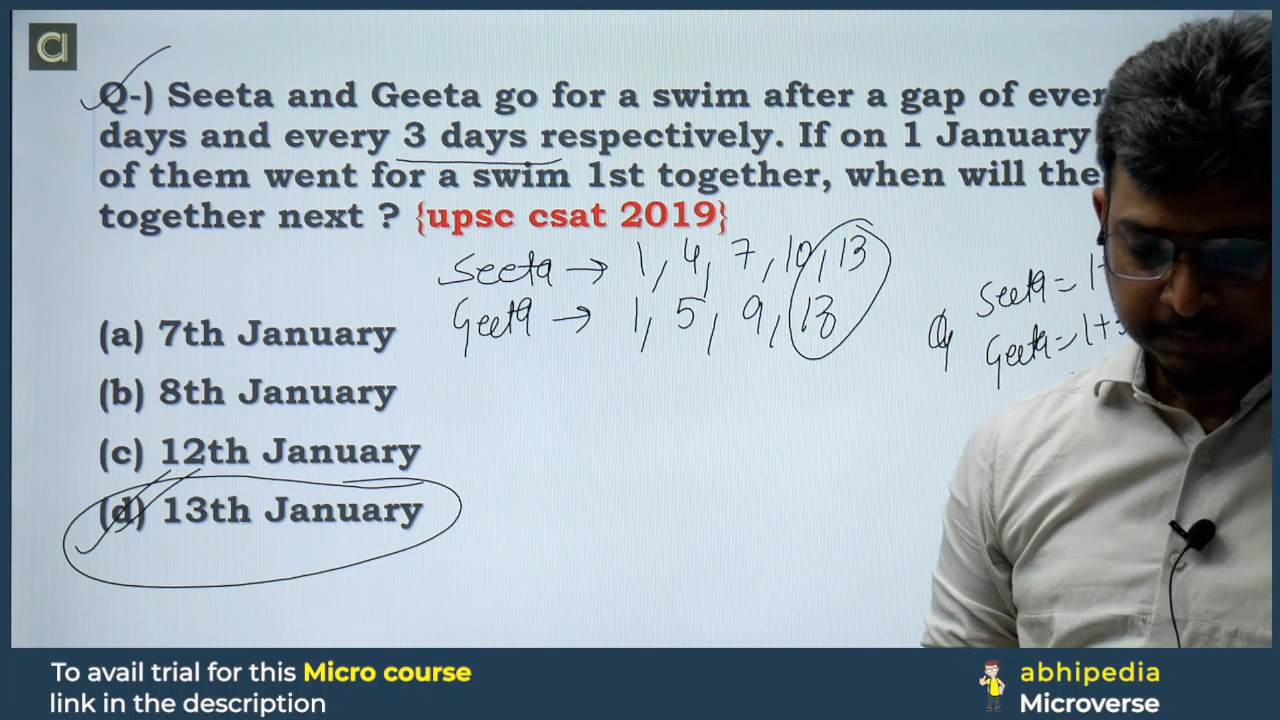 Q-) Seeta and Geeta go for a swim after a gap of ever
days and every 3 days respectively. If on 1 January
of them went for a swim 1st together, when will the
together next ? {upsc csat 2019}
Seeta → 1, 4, 7, 10, 13
Geeta → 1, 5, 9, 13
Seeta = 1
Geeta = 1+
(a) 7th January
(b) 8th January
(c) 12th January
(d) 13th January
To avail trial for this Micro course
link in the description
abhipedia
Microverse